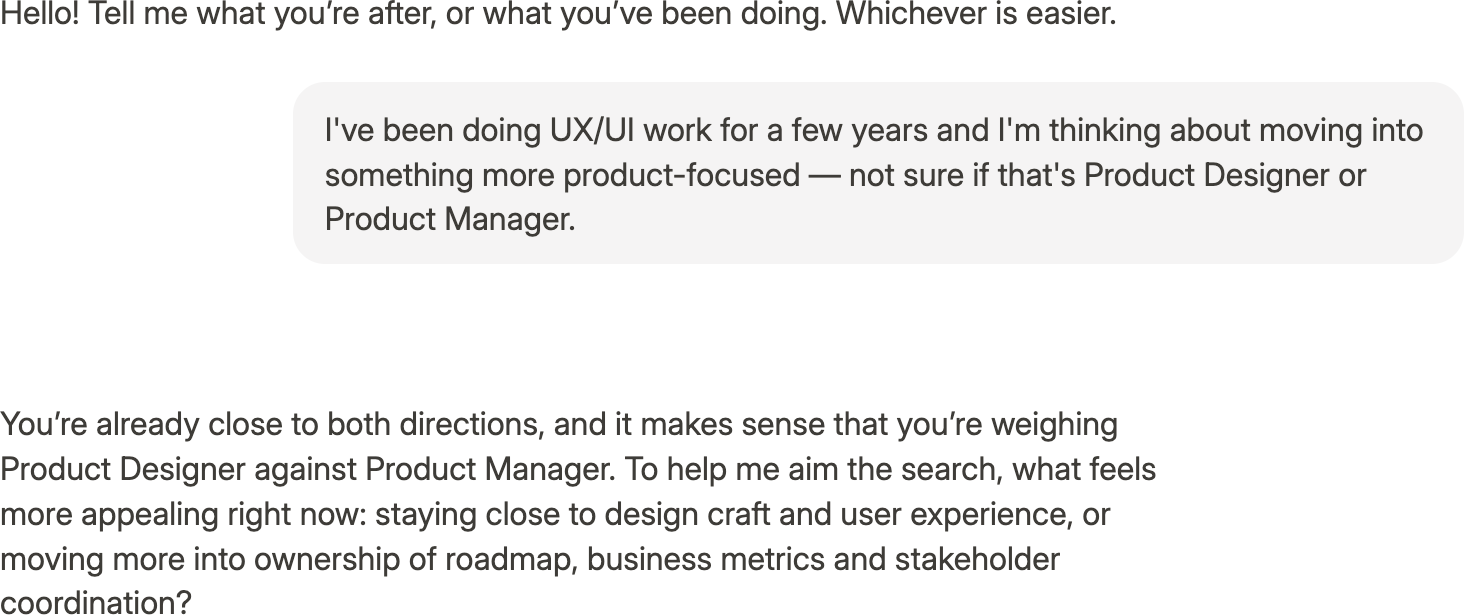 Hello! Tell me what you’re after, or what you’ve been doing. Whichever is easier.
I've been doing UX/UI work for a few years and I'm thinking about moving into
something more product-focused — not sure if that's Product Designer or
Product Manager.
You’re already close to both directions, and it makes sense that you’re weighing
Product Designer against Product Manager. To help me aim the search, what feels
more appealing right now: staying close to design craft and user experience, or
moving more into ownership of roadmap, business metrics and stakeholder
coordination?